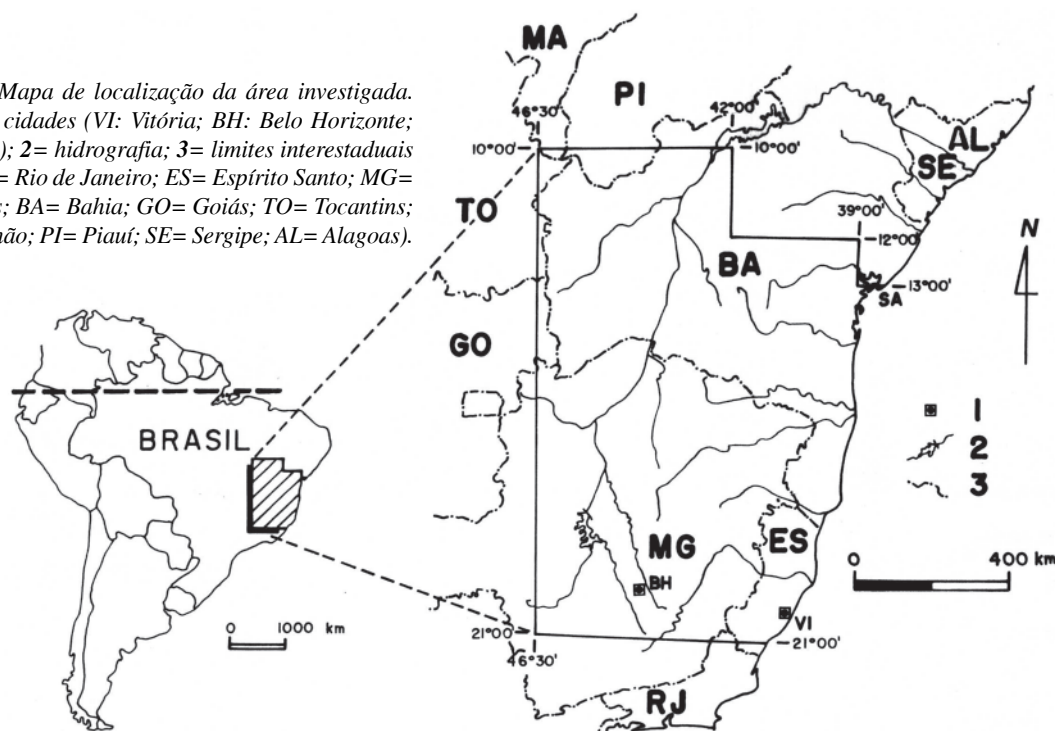 Mapa de localização da área investigada.
cidades (VI: Vitória; BH: Belo Horizonte;
); 2= hidrografia; 3= limites interestaduais
= Rio de Janeiro; ES= Espírito Santo; MG=
; BA= Bahia; GO= Goiás; TO= Tocantins;
não; PI= Piauí; SE= Sergipe; AL= Alagoas).
MA
PI
46°30'
42°00'
10°00'
10°00'
AL
SE
TO
39°00'
12°00'
N
BA
13°00'
SA
GO
BRASIL
1
2
3
MG
ES
0 400 km
BH
VI
0 1000 km
21°00'
21°00'
46°30'
RJ